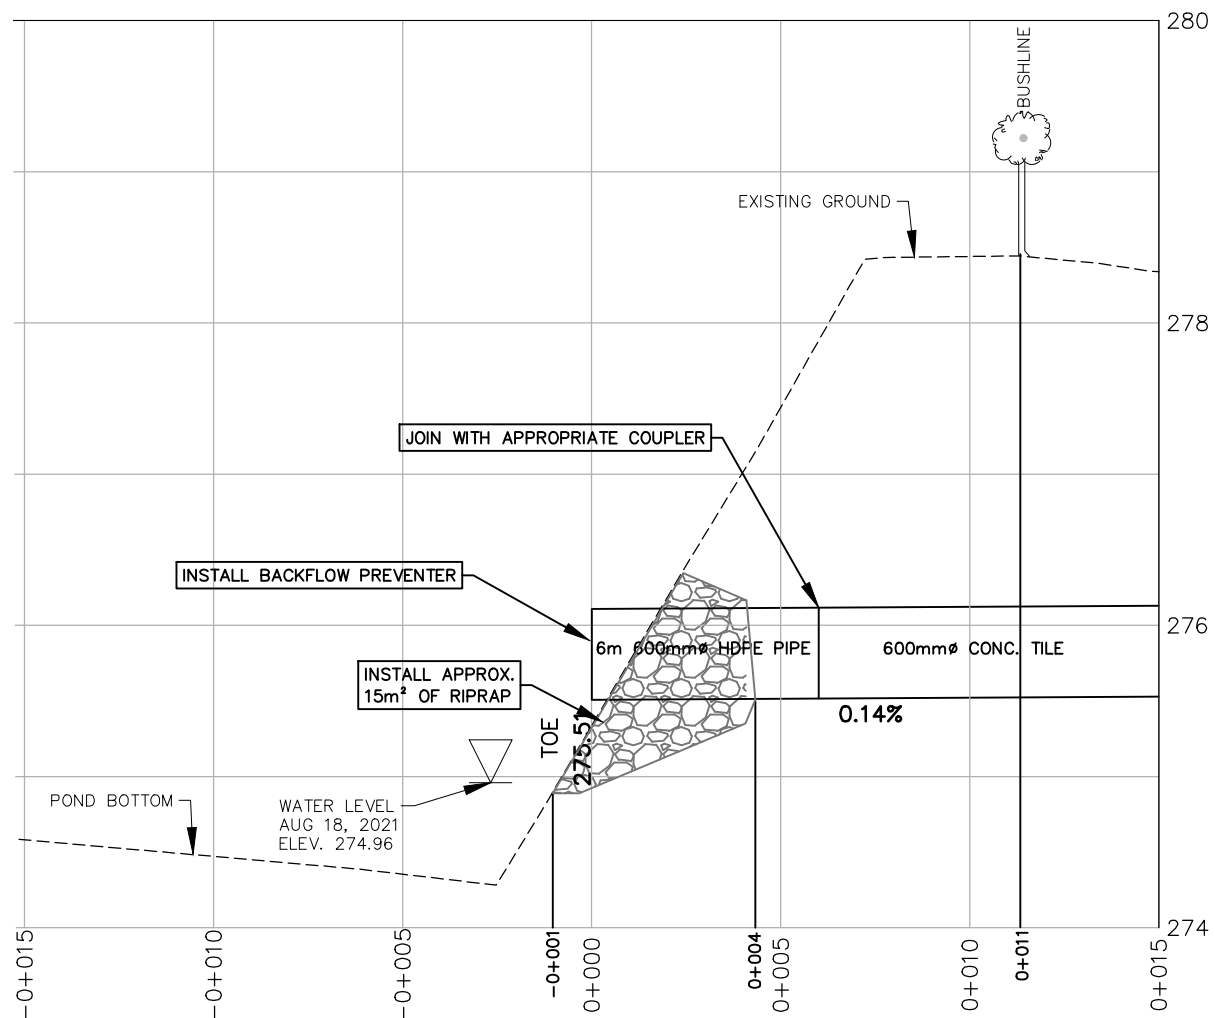 280
BUSHLINE
EXISTING GROUND
278
JOIN WITH APPROPRIATE COUPLER
INSTALL BACKFLOW PREVENTER
276
6m 600mmø HDPE PIPE
600mmø CONC. TILE
INSTALL APPROX.
15m² OF RIPRAP
0.14%
TOE
275.51
POND BOTTOM
WATER LEVEL
AUG 18, 2021
ELEV. 274.96
274
-0+015
-0+010
-0+005
-0+001
0+000
0+004
0+005
0+010
0+011
0+015